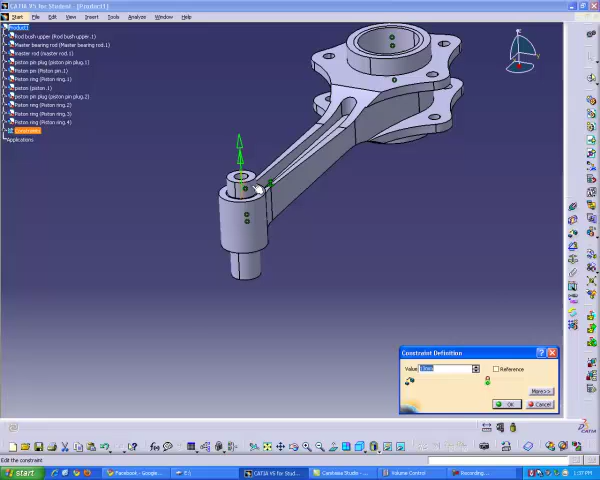 CATIA V5 for Student - [Product1]
Start File Edit View Insert Tools Analyze Window Help
Product1
Rod bush upper (Rod bush upper.1)
Master bearing rod (Master bearing rod.1)
master rod (master rod.1)
piston pin plug (piston pin plug.1)
Piston pin (Piston pin.1)
Piston ring (Piston ring.1)
piston (piston.1)
piston pin plug (piston pin plug.2)
Piston ring (Piston ring.2)
Piston ring (Piston ring.3)
Piston ring (Piston ring.4)
Constraints
Applications
Constraint Definition
Value
Reference
More>>
OK
Cancel
CATIA
Edit the constraint
start
Facebook - Google...
CATIA V5 for Stud...
Camtasia Studio - ...
Volume Control
Recording...
1:37 PM